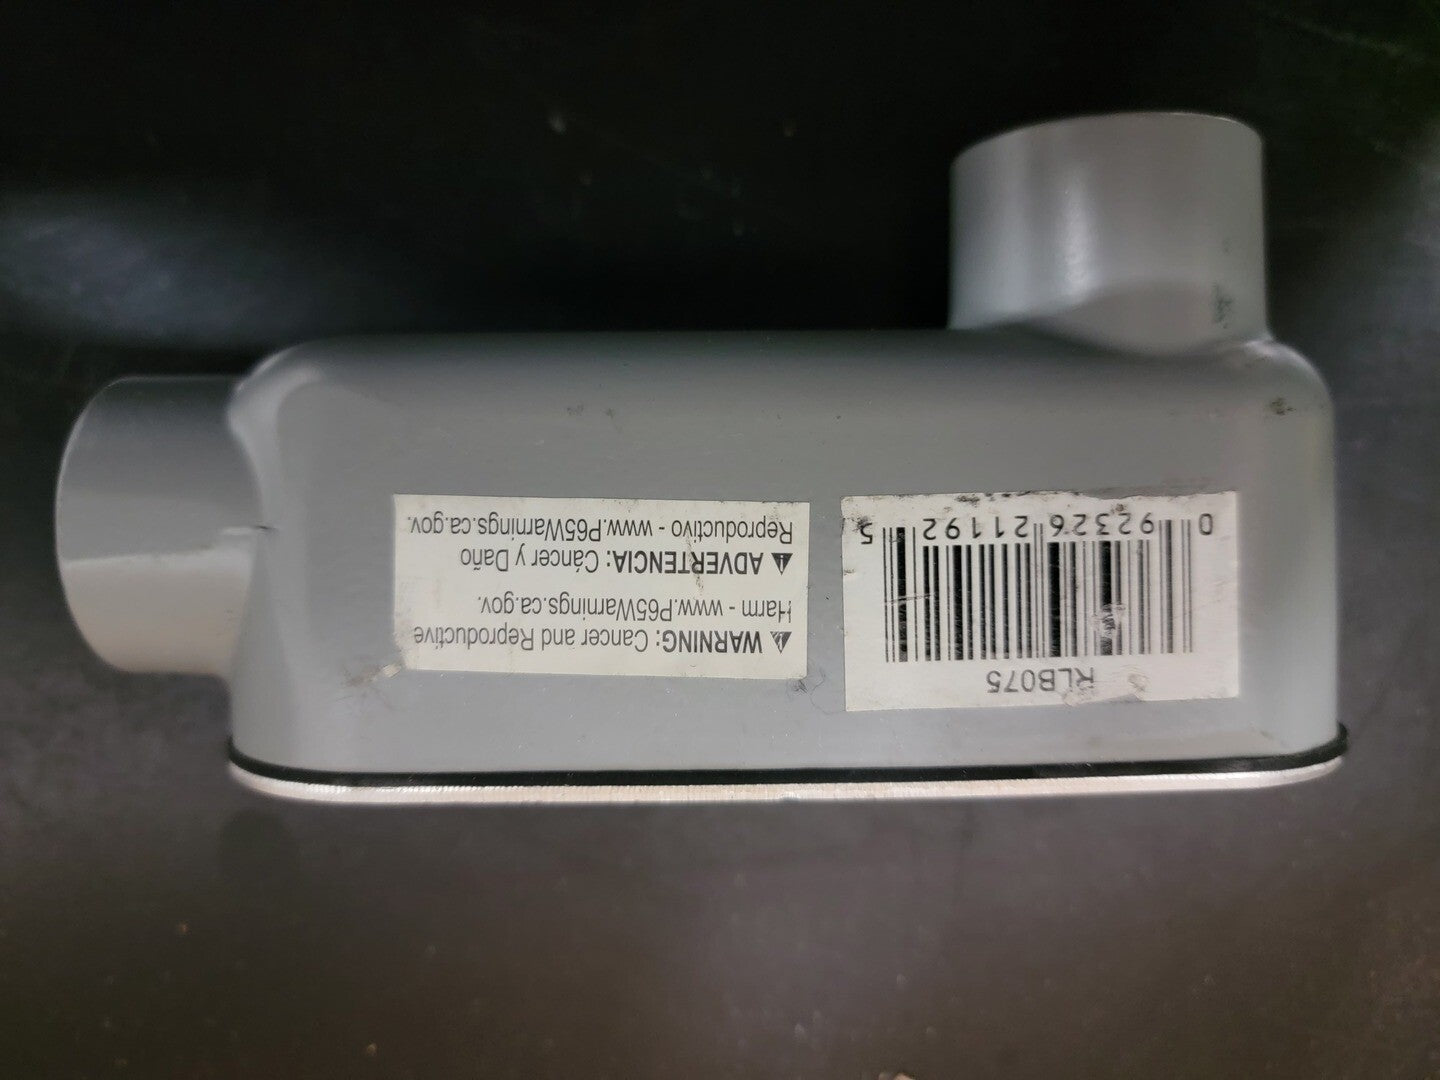 RLB075
0 92326 21192 5
⚠ WARNING: Cancer and Reproductive
Harm - www.P65Warnings.ca.gov.
⚠ ADVERTENCIA: Cáncer y Daño
Reproductivo - www.P65Warnings.ca.gov.